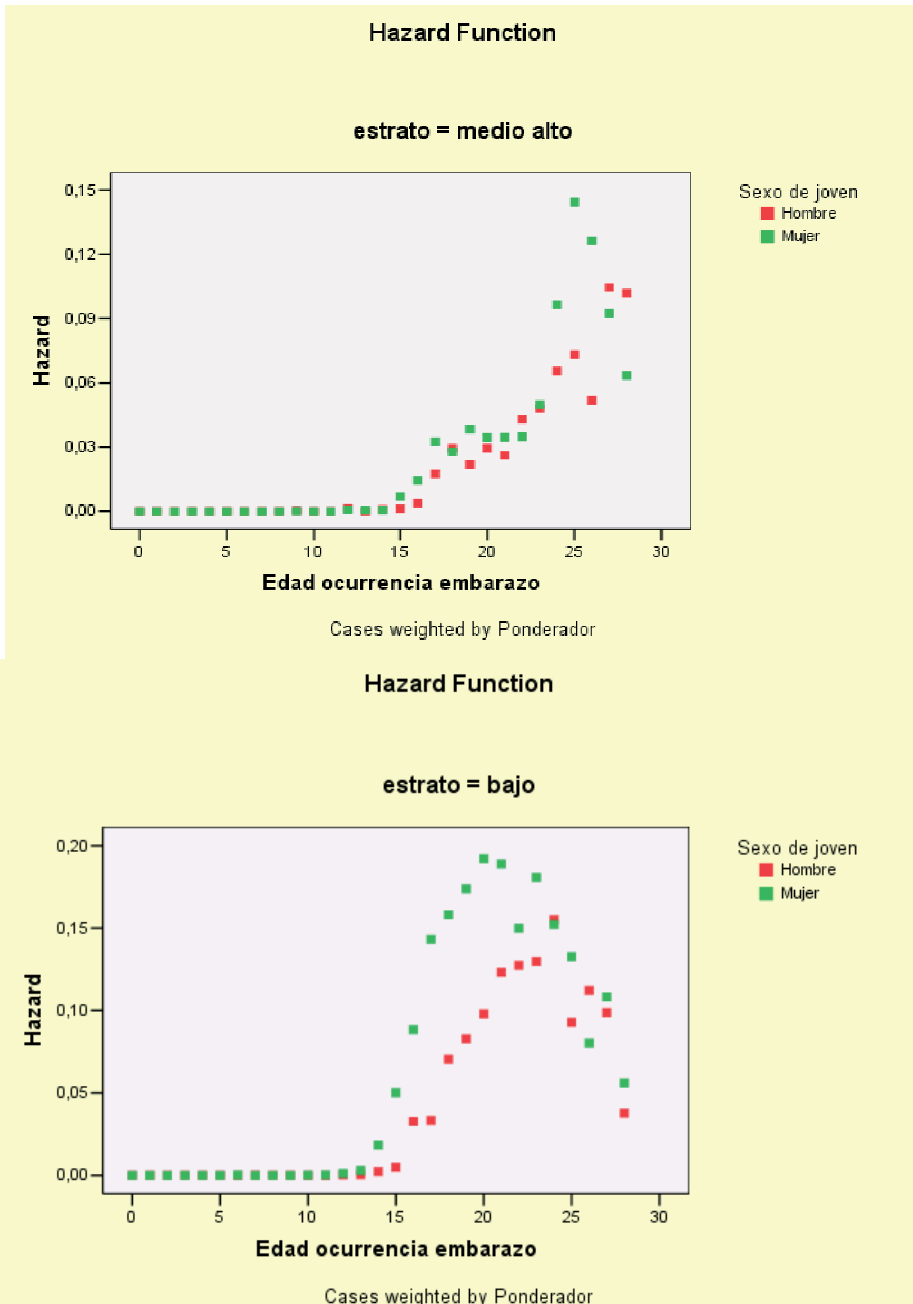 Hazard Function
estrato = medio alto
Sexo de joven
Hombre
Mujer
0,15
0,12
0,09
0,06
0,03
0,00
Hazard
0 5 10 15 20 25 30
Edad ocurrencia embarazo
Cases weighted by Ponderador
Hazard Function
estrato = bajo
Sexo de joven
Hombre
Mujer
0,20
0,15
0,10
0,05
0,00
Hazard
0 5 10 15 20 25 30
Edad ocurrencia embarazo
Cases weighted by Ponderador